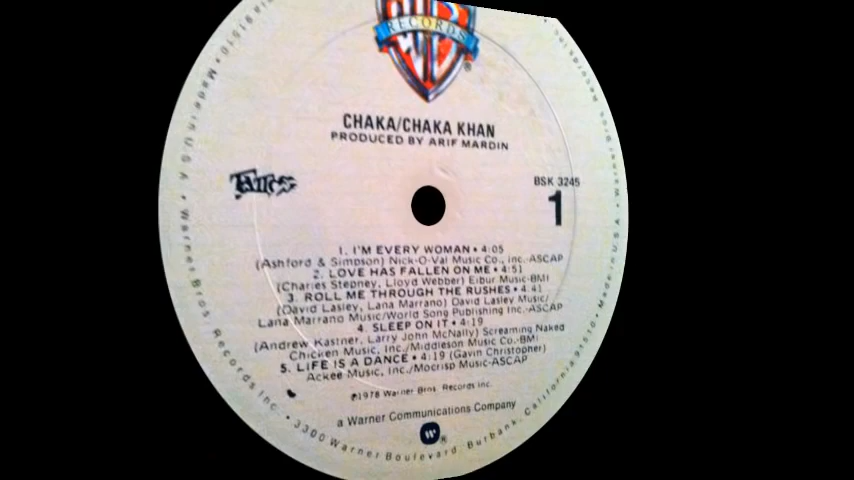 RECORDS
®
CHAKA/CHAKA KHAN
PRODUCED BY ARIF MARDIN
BSK 3245
1
1. I'M EVERY WOMAN • 4:05
(Ashford & Simpson) Nick-O-Val Music Co., Inc.-ASCAP
2. LOVE HAS FALLEN ON ME • 4:51
(Charles Stepney, Lloyd Webber) Eibur Music-BMI
3. ROLL ME THROUGH THE RUSHES • 4:41
(David Lasley, Lana Marrano) David Lasley Music/
Lana Marrano Music/World Song Publishing Inc.-ASCAP
4. SLEEP ON IT • 4:19
(Andrew Kastner, Larry John McNally) Screaming Naked
Chicken Music, Inc./Middleson Music Co.-BMI
5. LIFE IS A DANCE • 4:19 (Gavin Christopher)
Ackee Music, Inc./Mocrisp Music-ASCAP
℗1978 Warner Bros. Records Inc.
a Warner Communications Company
®
Made in U.S.A. • Warner Bros. Records Inc. • 3300 Warner Boulevard, Burbank, California 91510 • Made in U.S.A.